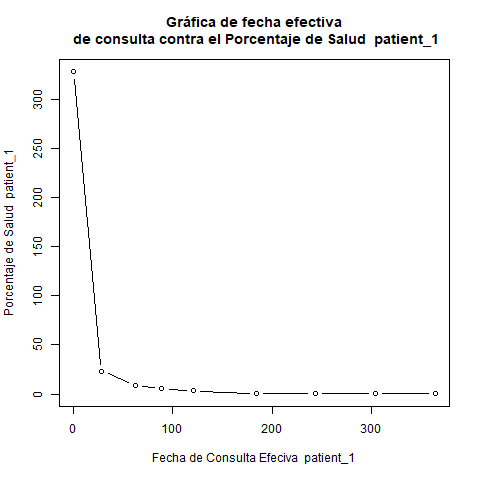 Gráfica de fecha efectiva
de consulta contra el Porcentaje de Salud patient_1
Porcentaje de Salud patient_1
300
250
200
150
100
50
0
0 100 200 300
Fecha de Consulta Efeciva patient_1